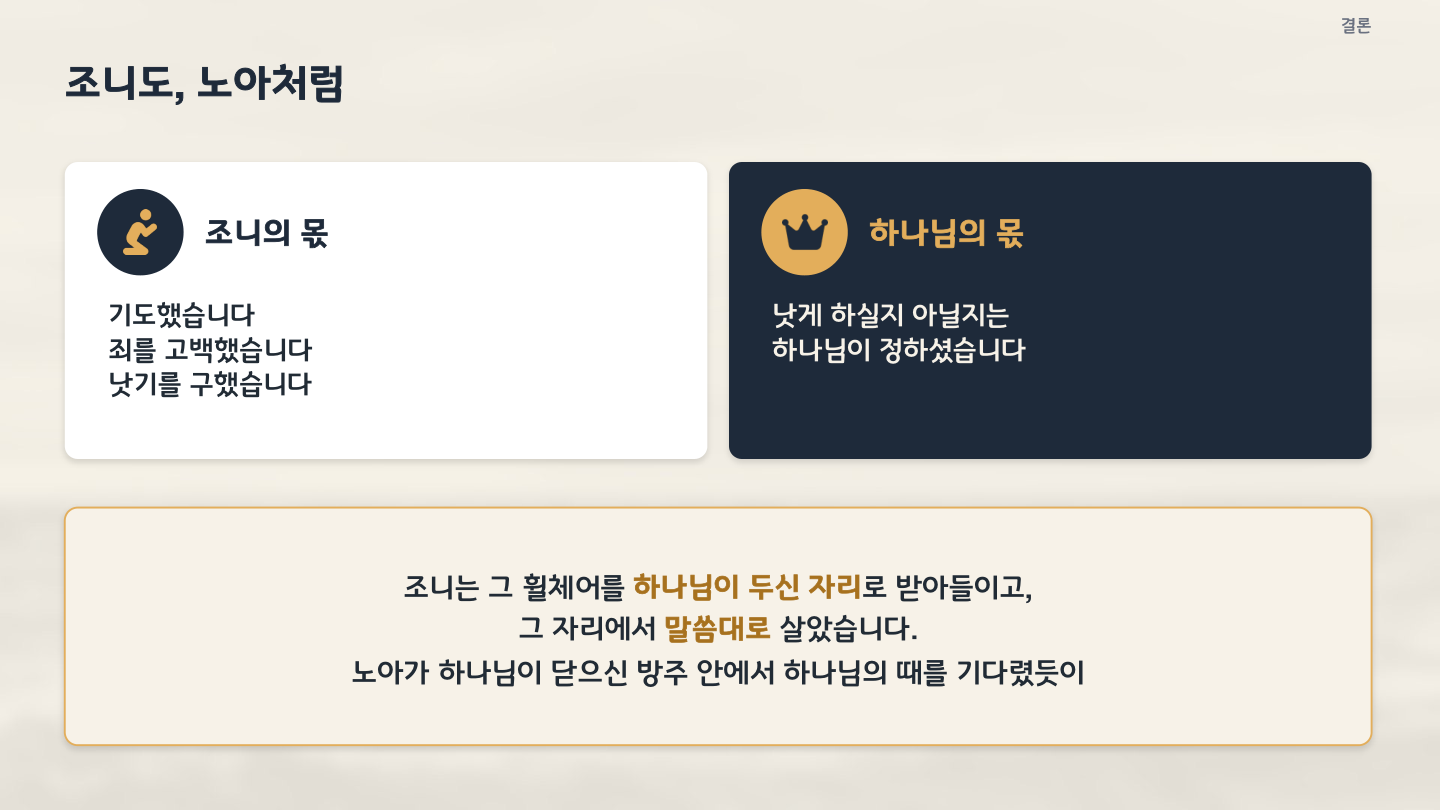 결론
조니도, 노아처럼
조니의 몫
기도했습니다
죄를 고백했습니다
낫기를 구했습니다
하나님의 몫
낫게 하실지 아닐지는
하나님이 정하셨습니다
조니는 그 휠체어를 하나님이 두신 자리로 받아들이고,
그 자리에서 말씀대로 살았습니다.
노아가 하나님이 닫으신 방주 안에서 하나님의 때를 기다렸듯이